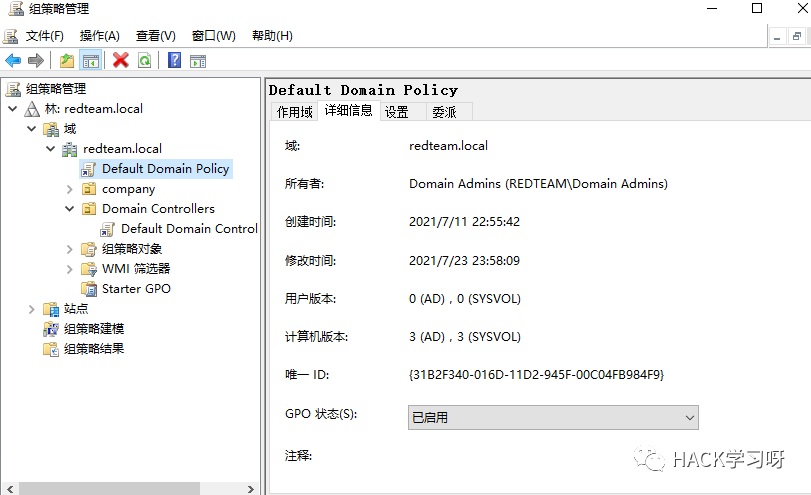 组策略管理
文件(F) 操作(A) 查看(V) 窗口(W) 帮助(H)
组策略管理
林: redteam.local
域
redteam.local
Default Domain Policy
company
Domain Controllers
Default Domain Control
组策略对象
WMI 筛选器
Starter GPO
站点
组策略建模
组策略结果
Default Domain Policy
作用域 详细信息 设置 委派
域: redteam.local
所有者: Domain Admins (REDTEAM\Domain Admins)
创建时间: 2021/7/11 22:55:42
修改时间: 2021/7/23 23:58:09
用户版本: 0 (AD)，0 (SYSVOL)
计算机版本: 3 (AD)，3 (SYSVOL)
唯一 ID: {31B2F340-016D-11D2-945F-00C04FB984F9}
GPO 状态(S): 已启用
注释:
HACK学习呀